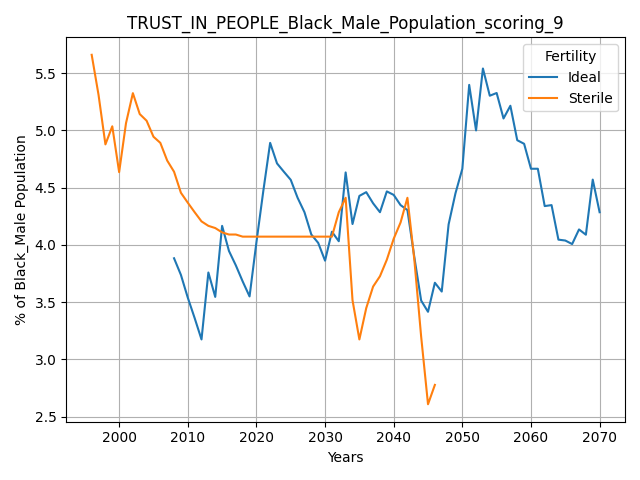 TRUST_IN_PEOPLE_Black_Male_Population_scoring_9
% of Black_Male Population
5.5
5.0
4.5
4.0
3.5
3.0
2.5
Fertility
Ideal
Sterile
2000 2010 2020 2030 2040 2050 2060 2070
Years